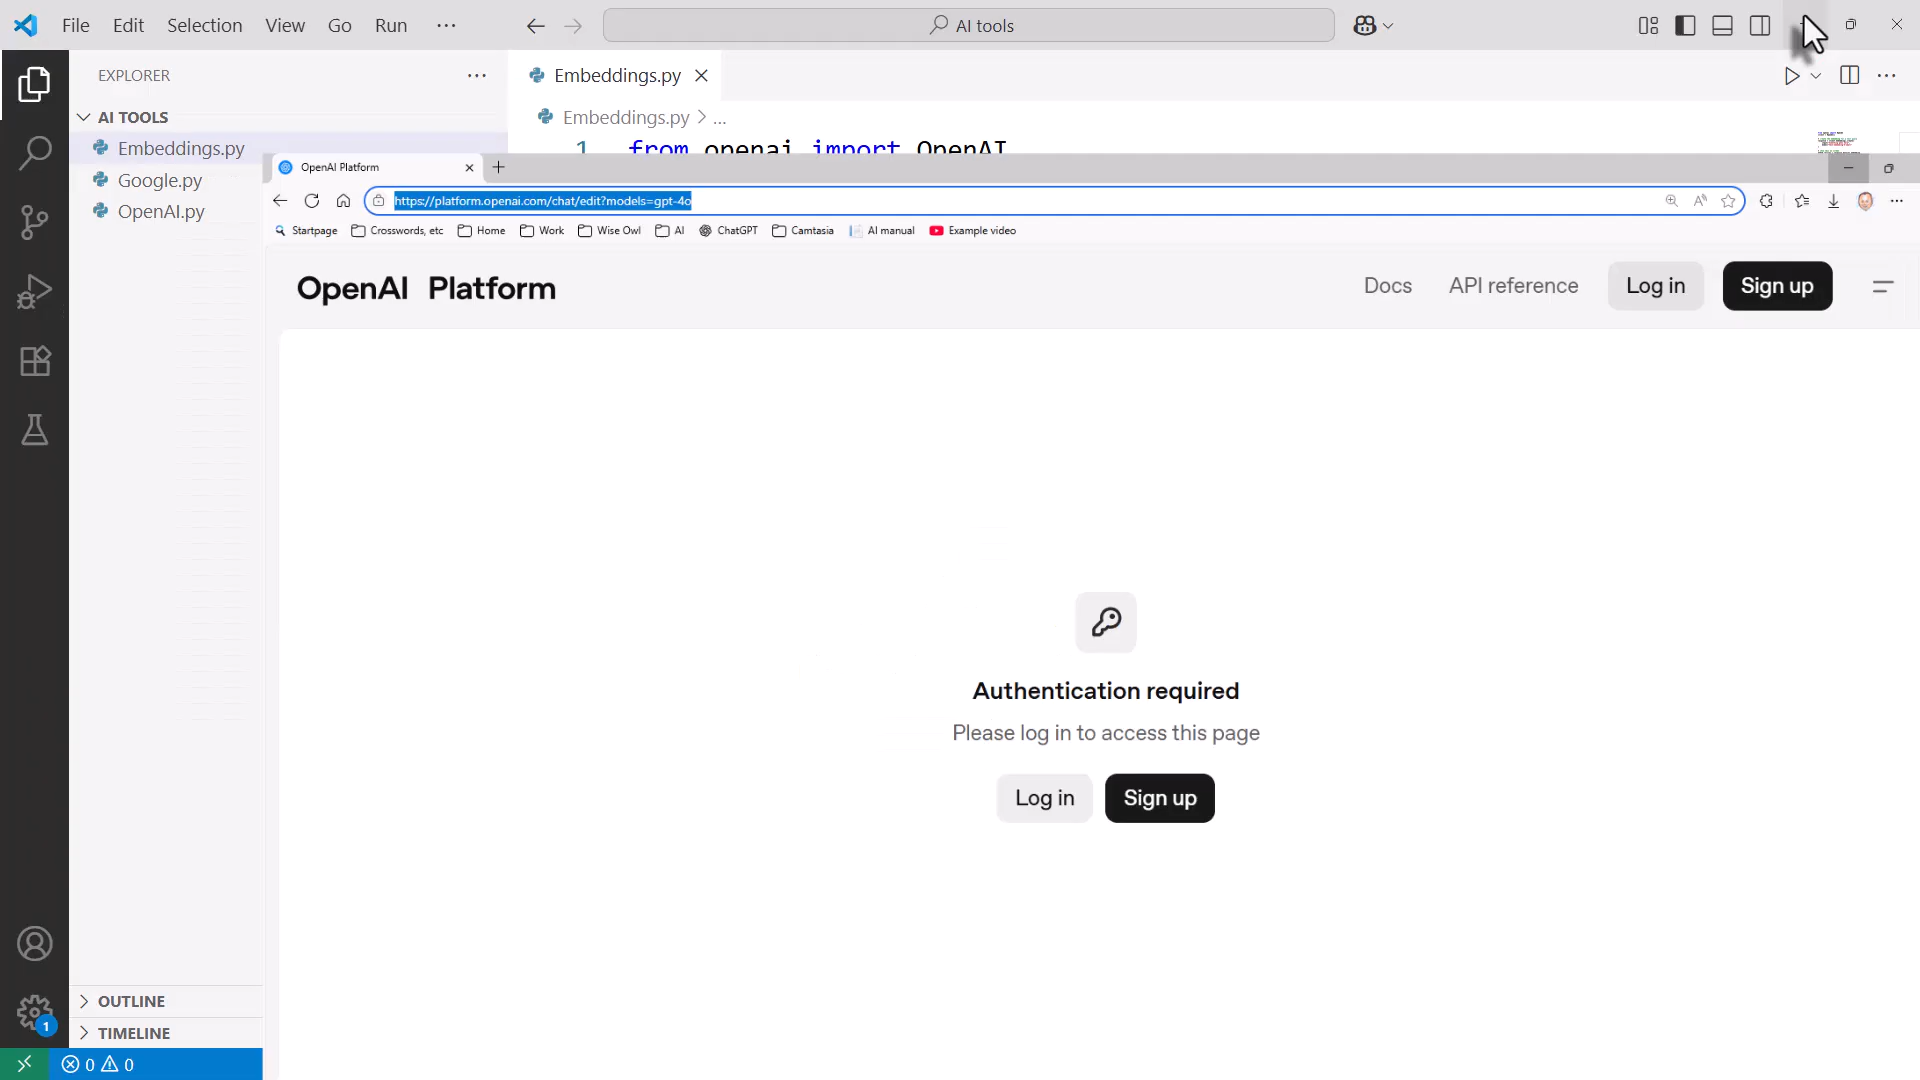 File Edit Selection View Go Run ...
AI tools
EXPLORER
Embeddings.py
AI TOOLS
Embeddings.py > ...
Embeddings.py
1 from openai import OpenAI
OpenAI Platform
Google.py
https://platform.openai.com/chat/edit?models=gpt-4o
OpenAI.py
Startpage Crosswords, etc Home Work Wise Owl AI ChatGPT Camtasia AI manual Example video
OpenAI Platform Docs API reference Log in Sign up
Authentication required
Please log in to access this page
Log in Sign up
OUTLINE
1
TIMELINE
0 0